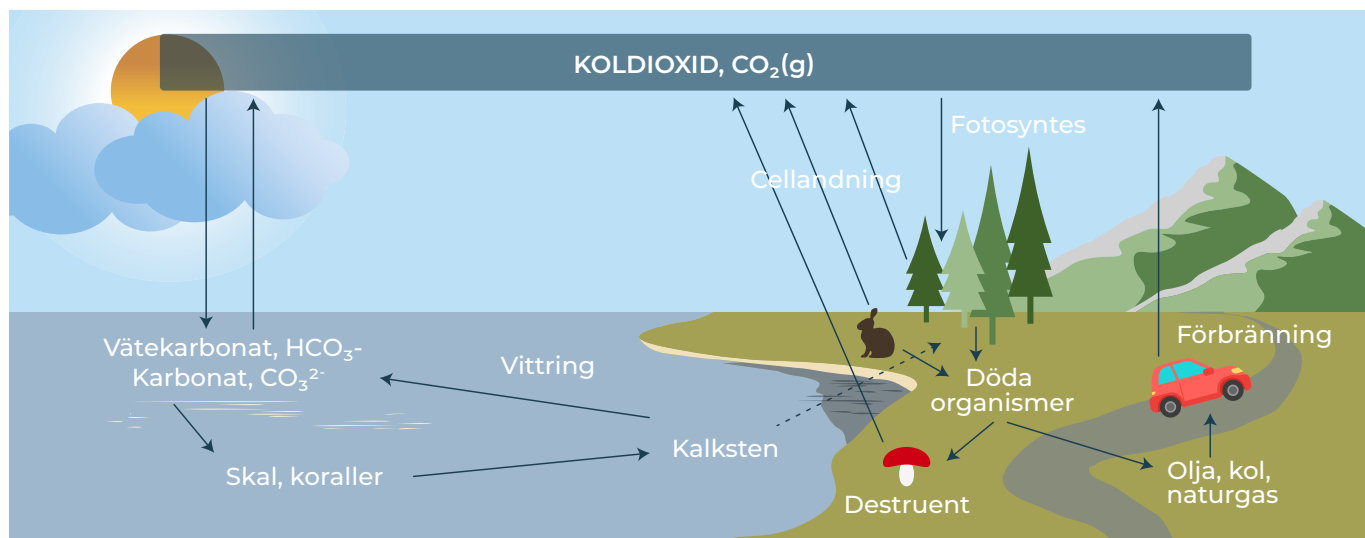 KOLDIOXID, CO₂(g)
Fotosyntes
Cellandning
Förbränning
Vätekarbonat, HCO₃-
Karbonat, CO₃²⁻
Vittring
Döda
organismer
Kalksten
Skal, koraller
Destruent
Olja, kol,
naturgas